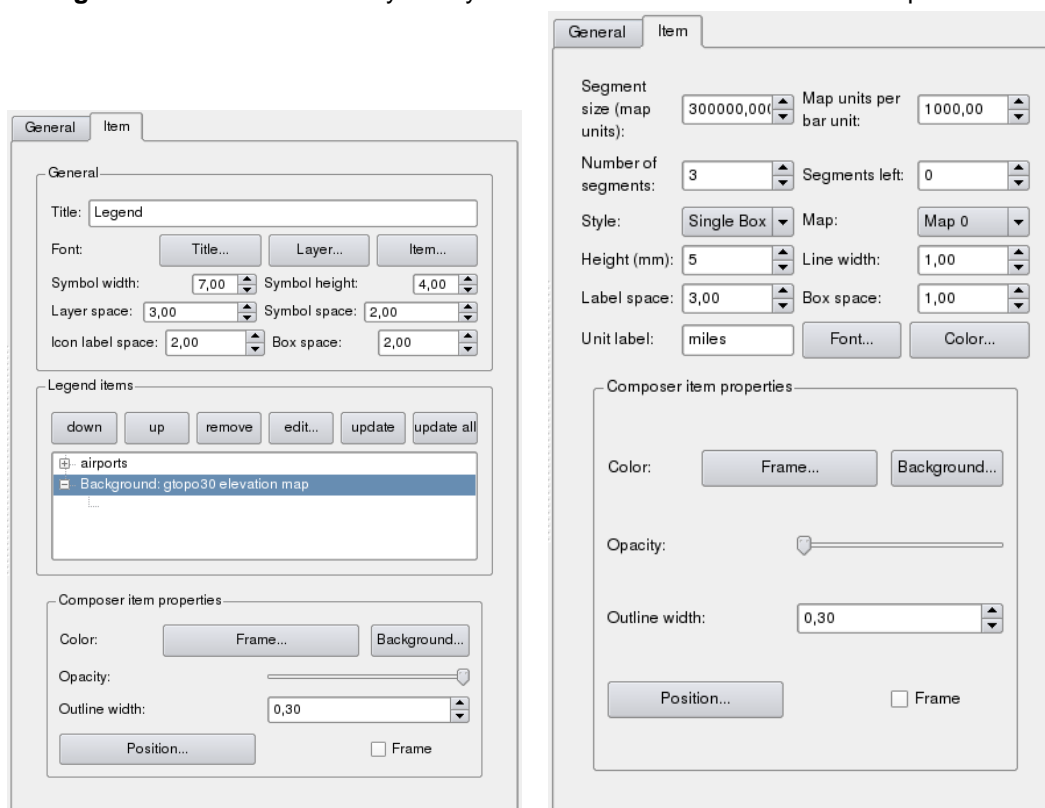 General Item
General
Title: Legend
Font: Title... Layer... Item...
Symbol width: 7,00 Symbol height: 4,00
Layer space: 3,00 Symbol space: 2,00
Icon label space: 2,00 Box space: 2,00
Legend items
down up remove edit... update update all
airports
Background: gtopo30 elevation map
Composer item properties
Color: Frame... Background...
Opacity:
Outline width: 0,30
Position... Frame
General Item
Segment size (map units): 300000,00 Map units per bar unit: 1000,00
Number of segments: 3 Segments left: 0
Style: Single Box Map: Map 0
Height (mm): 5 Line width: 1,00
Label space: 3,00 Box space: 1,00
Unit label: miles Font... Color...
Composer item properties
Color: Frame... Background...
Opacity:
Outline width: 0,30
Position... Frame